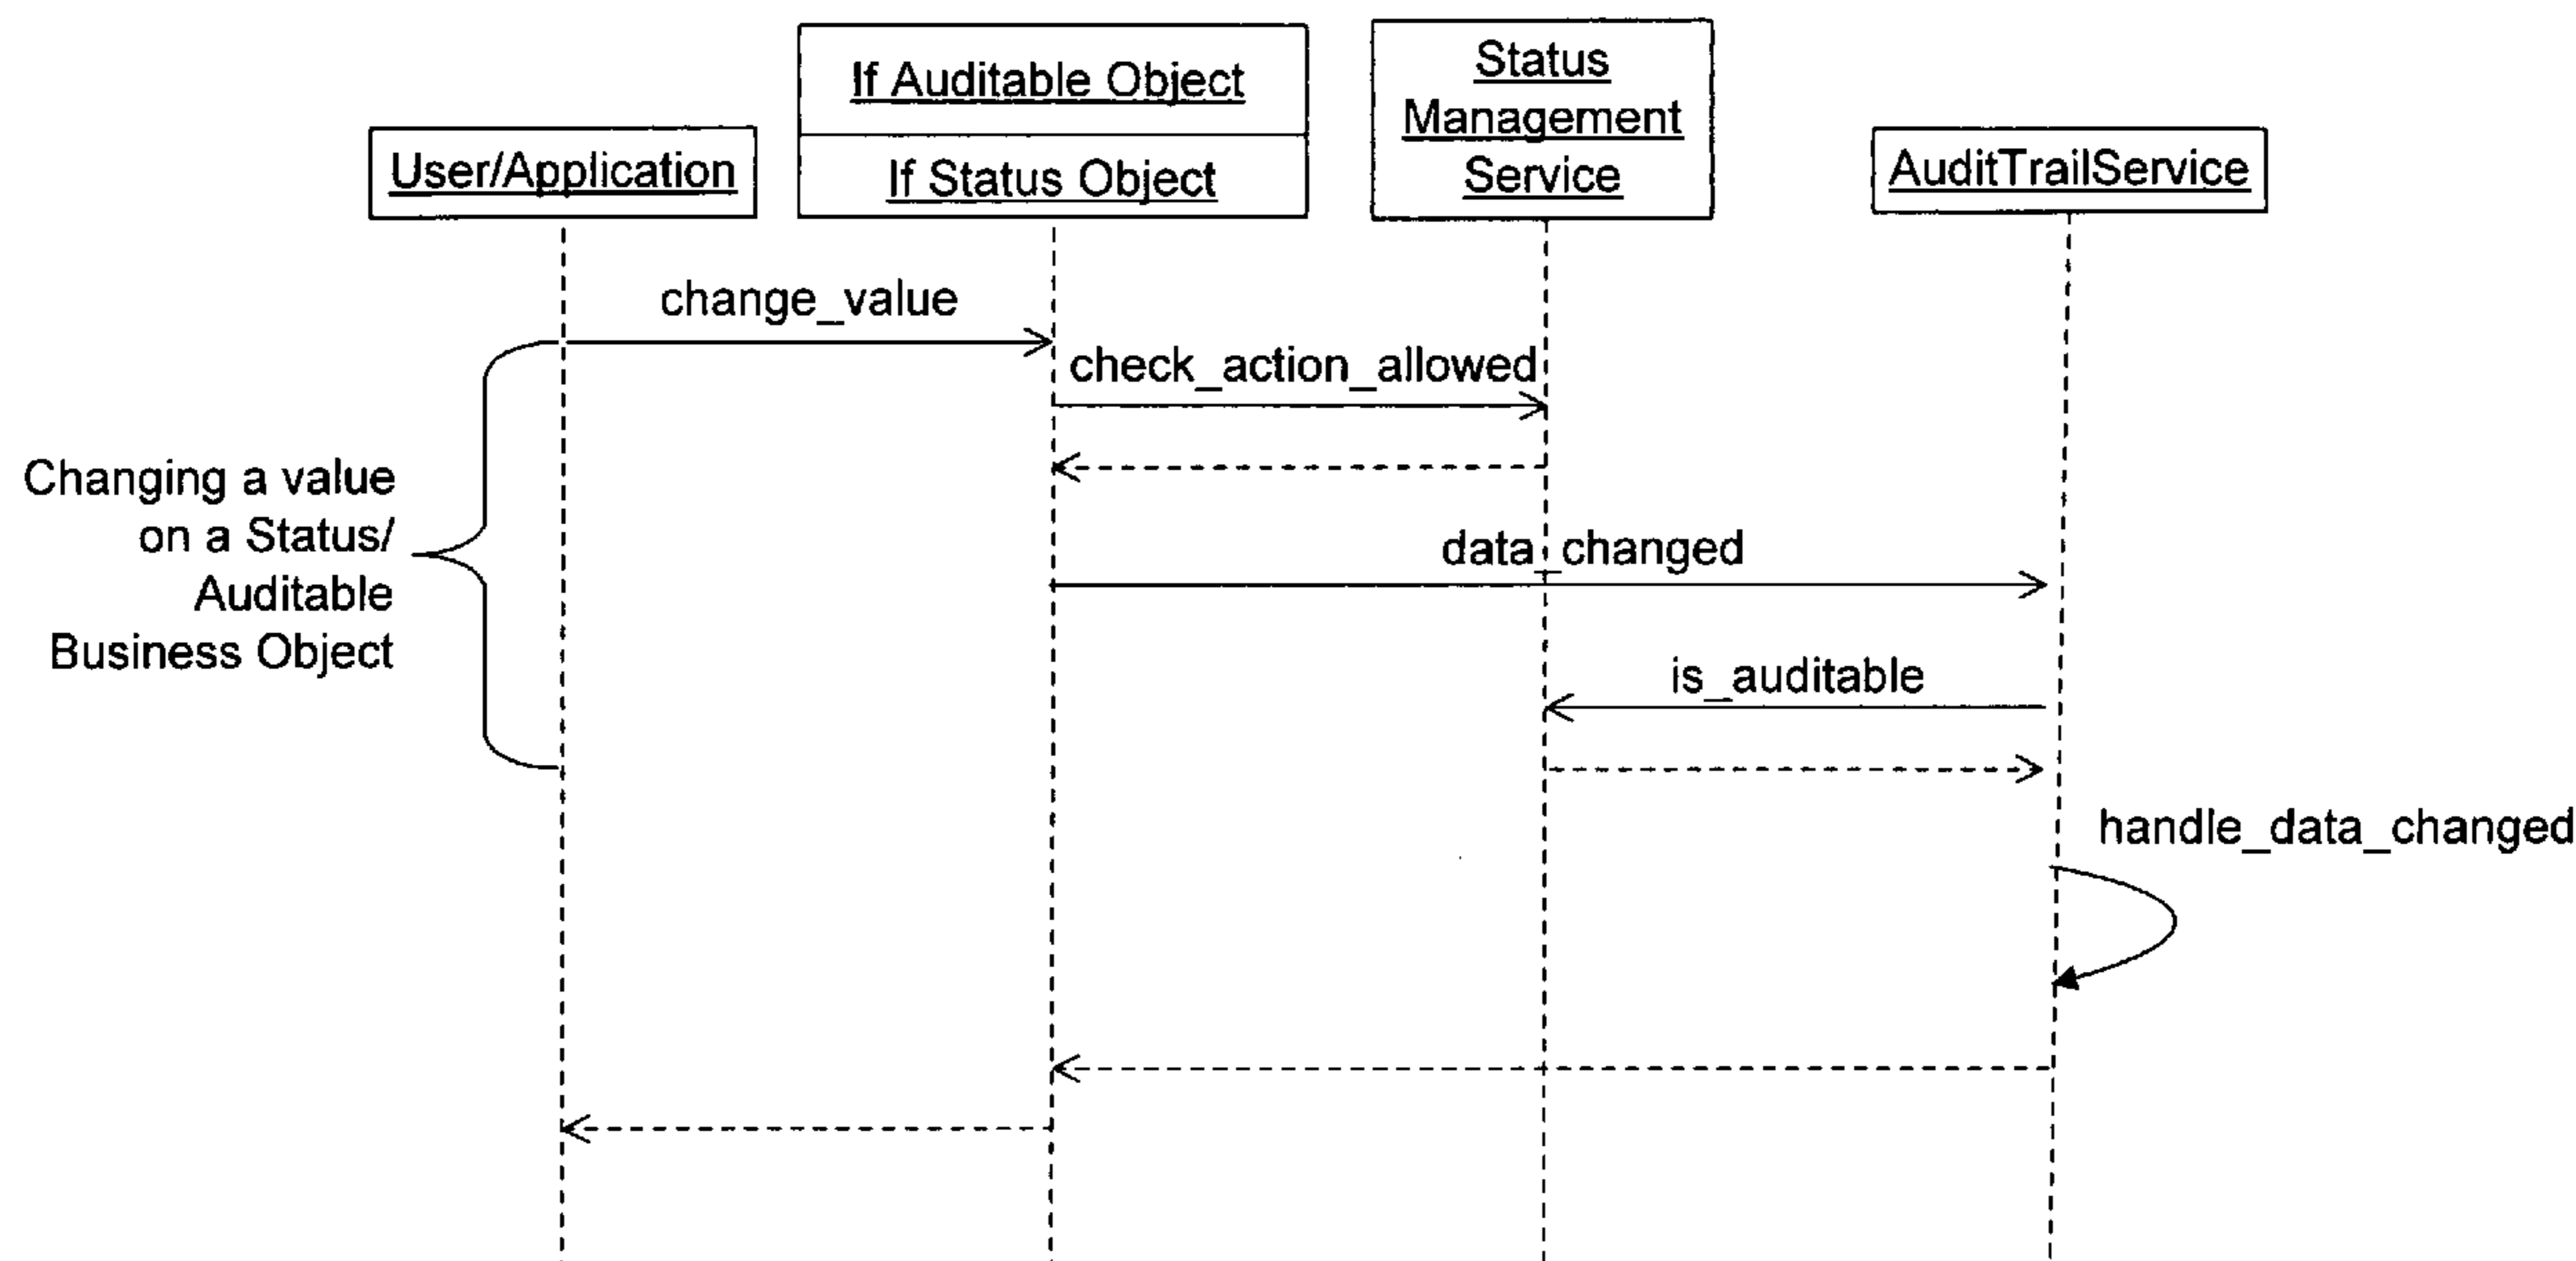 If Auditable Object
If Status Object
Status
Management
Service
User/Application
AuditTrailService
change_value
check_action_allowed
Changing a value
on a Status/
Auditable
Business Object
data_changed
is_auditable
handle_data_changed